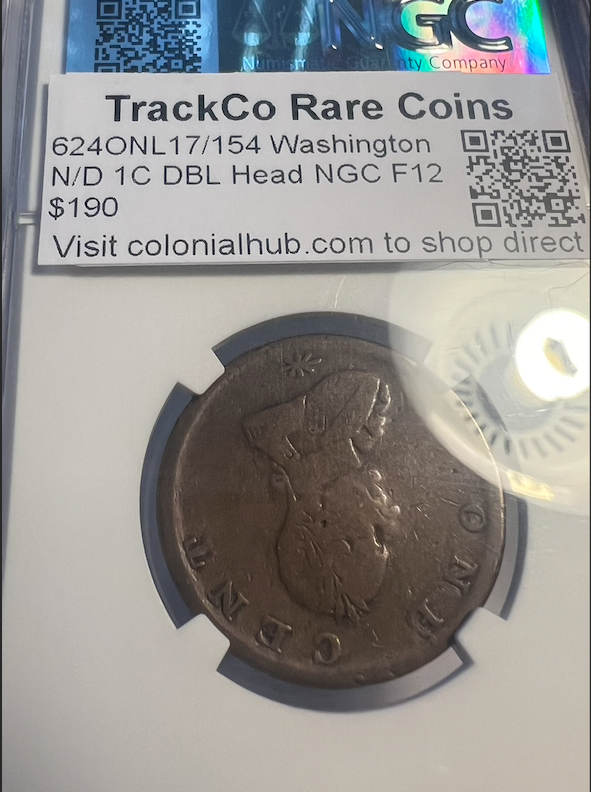 NGC
Numismatic Guaranty Company
TrackCo Rare Coins
624ONL17/154 Washington
N/D 1C DBL Head NGC F12
$190
Visit colonialhub.com to shop direct
ONE CENT